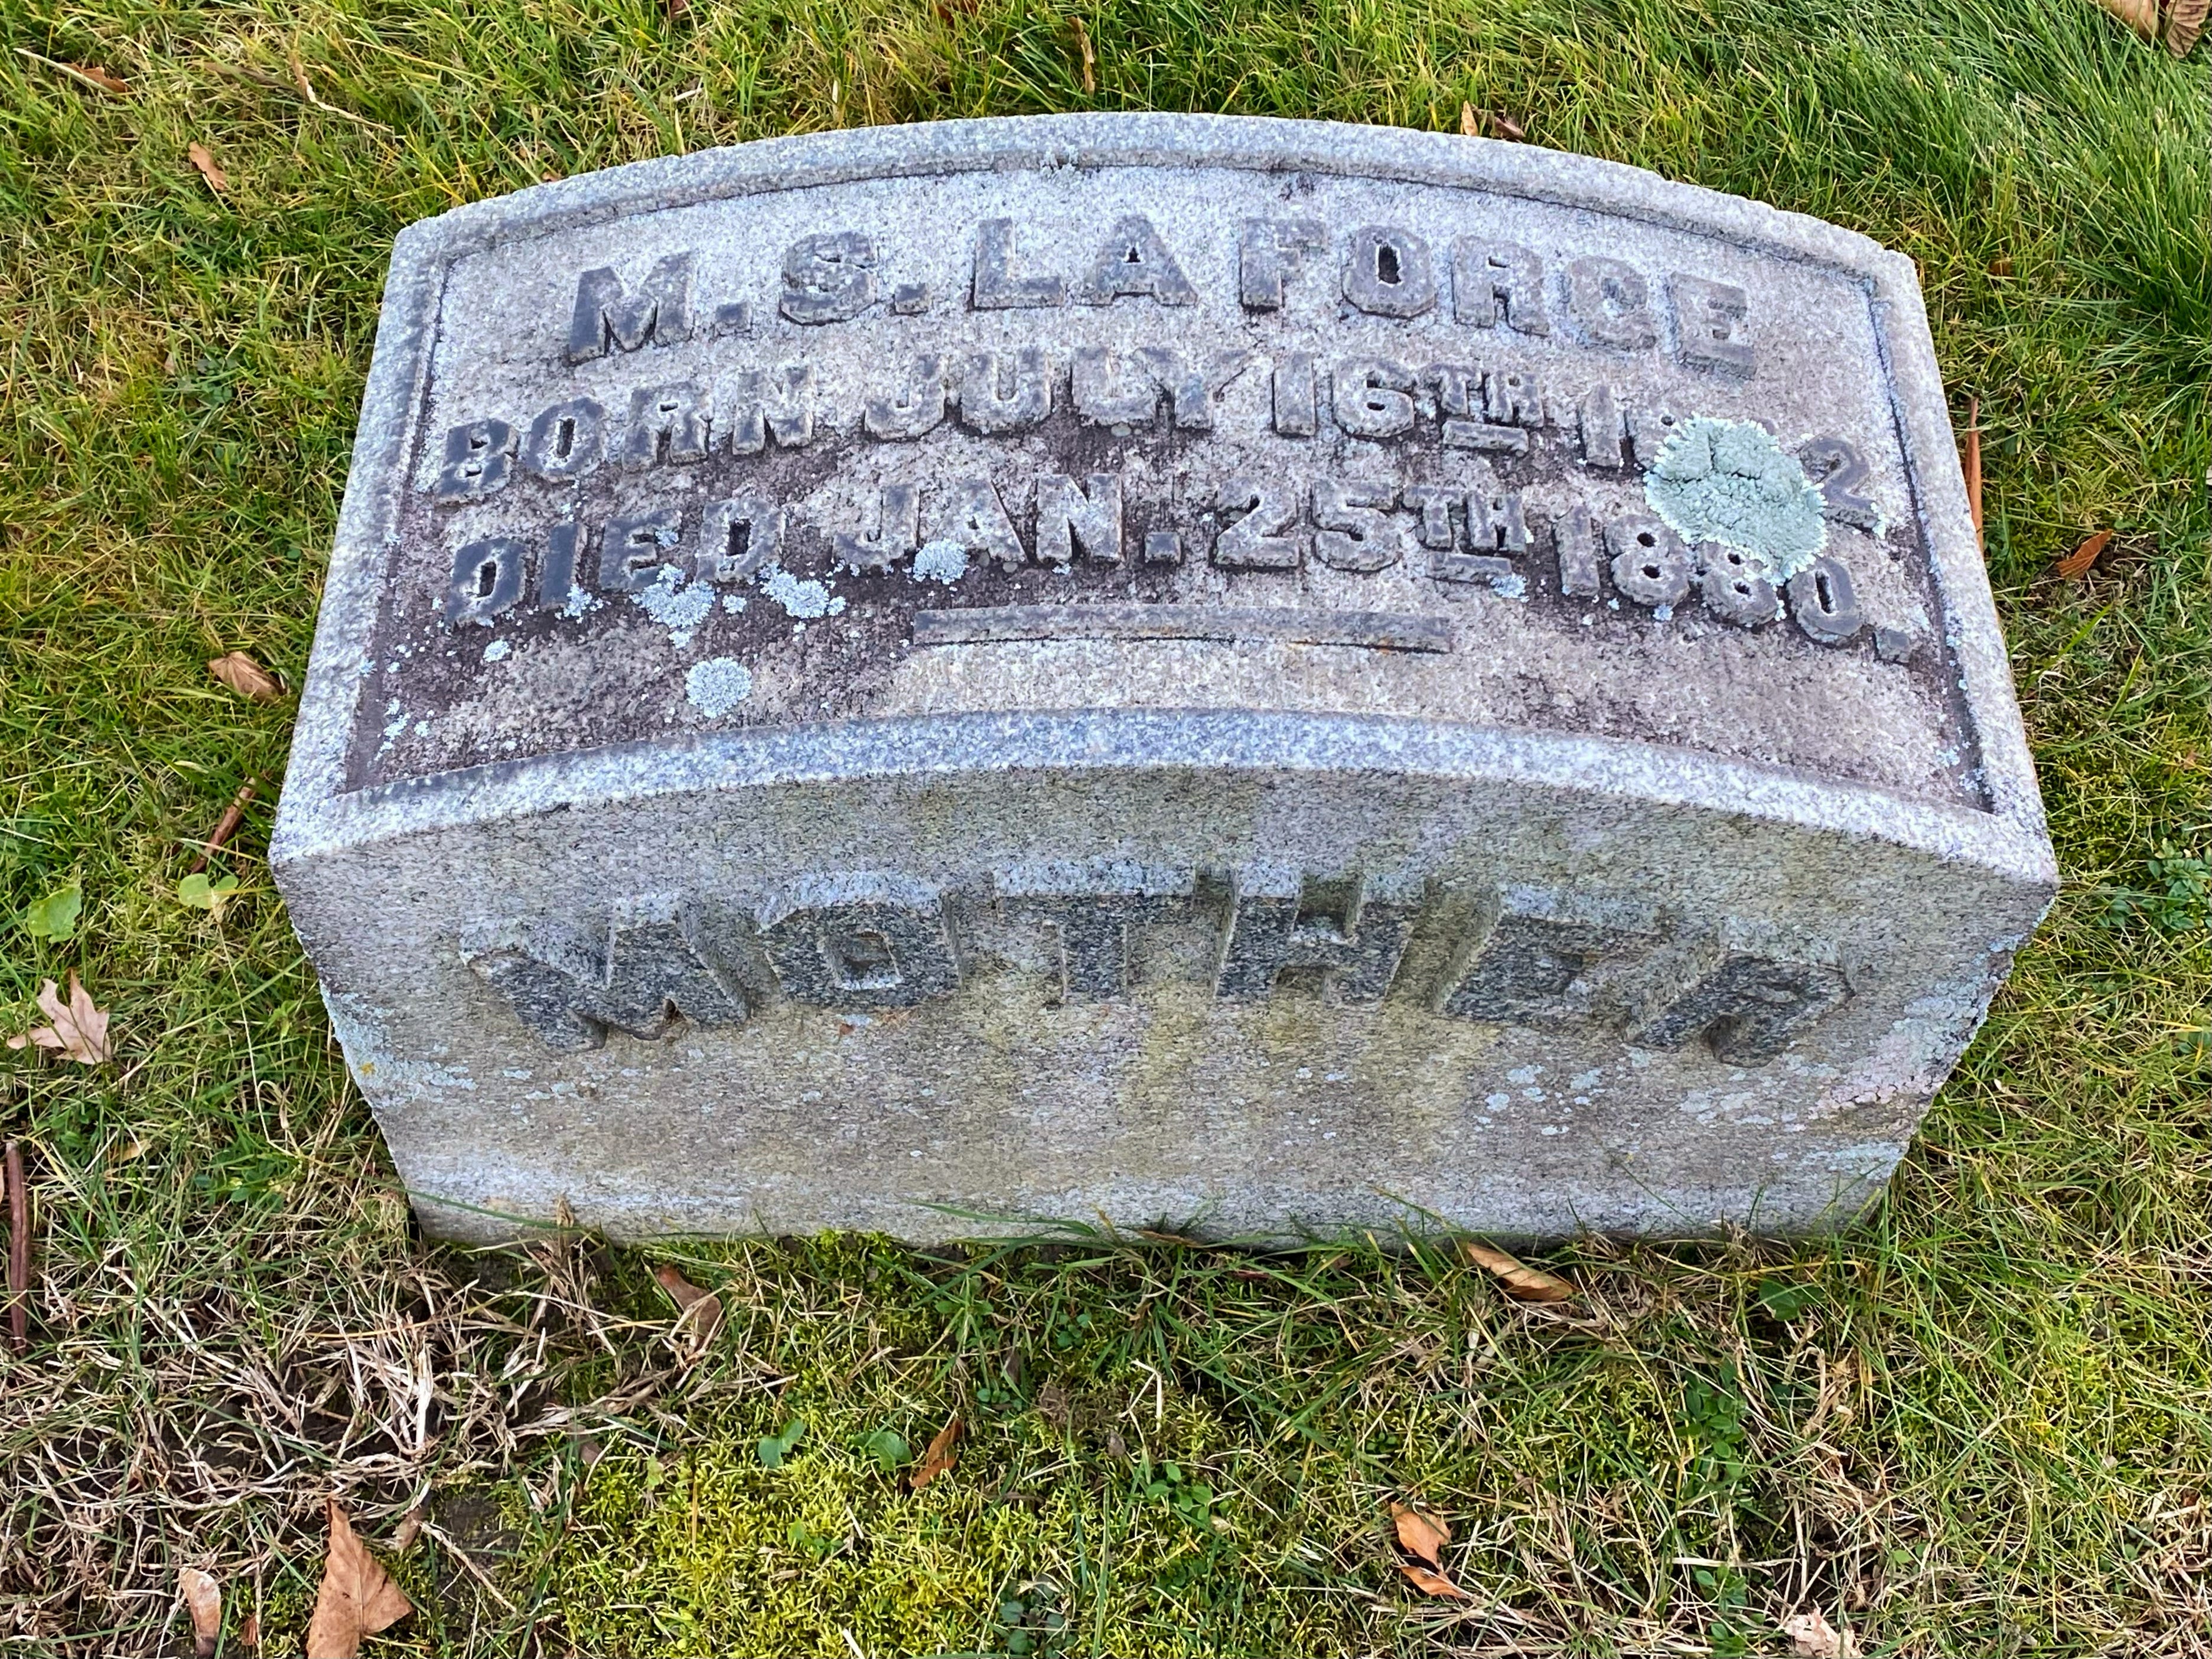 M. S. LA FORCE
BORN JULY 16TH
DIED JAN. 25TH 1880.
MOTHER